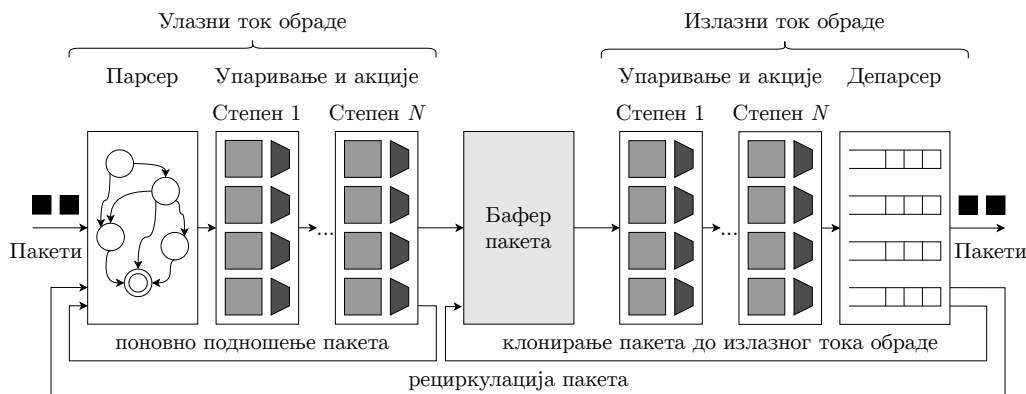 Улазни ток обраде
Излазни ток обраде
Парсер
Упаривање и акције
Упаривање и акције
Депарсер
Степен 1
Степен N
Степен 1
Степен N
Пакети
...
Бафер
пакета
...
Пакети
поновно подношење пакета
клонирање пакета до излазног тока обраде
рециркулација пакета